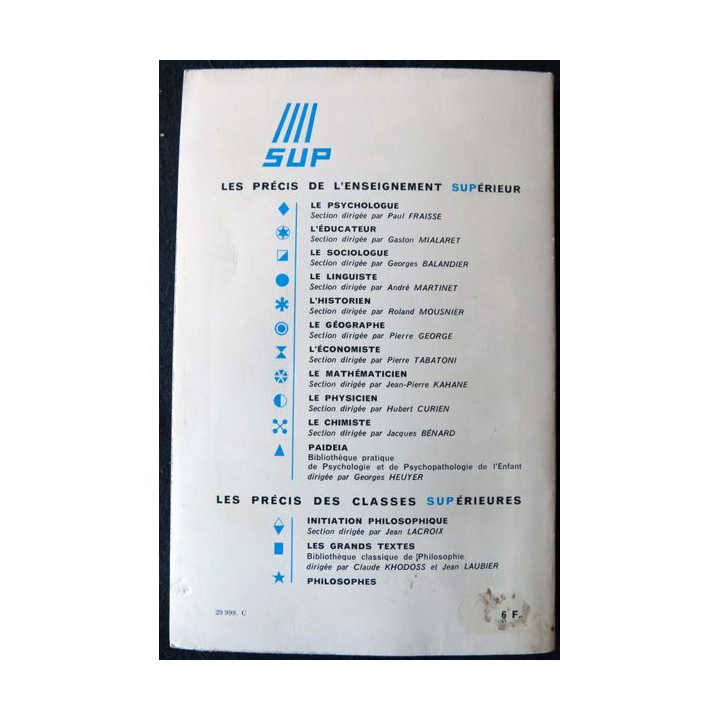 SUP
LES PRÉCIS DE L'ENSEIGNEMENT SUPÉRIEUR
LE PSYCHOLOGUE
Section dirigée par Paul FRAISSE
L'ÉDUCATEUR
Section dirigée par Gaston MIALARET
LE SOCIOLOGUE
Section dirigée par Georges BALANDIER
LE LINGUISTE
Section dirigée par André MARTINET
L'HISTORIEN
Section dirigée par Roland MOUSNIER
LE GÉOGRAPHE
Section dirigée par Pierre GEORGE
L'ÉCONOMISTE
Section dirigée par Pierre TABATONI
LE MATHÉMATICIEN
Section dirigée par Jean-Pierre KAHANE
LE PHYSICIEN
Section dirigée par Hubert CURIEN
LE CHIMISTE
Section dirigée par Jacques BÉNARD
PAIDEIA
Bibliothèque pratique
de Psychologie et de Psychopathologie de l'Enfant
dirigée par Georges HEUYER
LES PRÉCIS DES CLASSES SUPÉRIEURES
INITIATION PHILOSOPHIQUE
Section dirigée par Jean LACROIX
LES GRANDS TEXTES
Bibliothèque classique de Philosophie
dirigée par Claude KHODOSS et Jean LAUBIER
PHILOSOPHES
29 999. C
6 F.